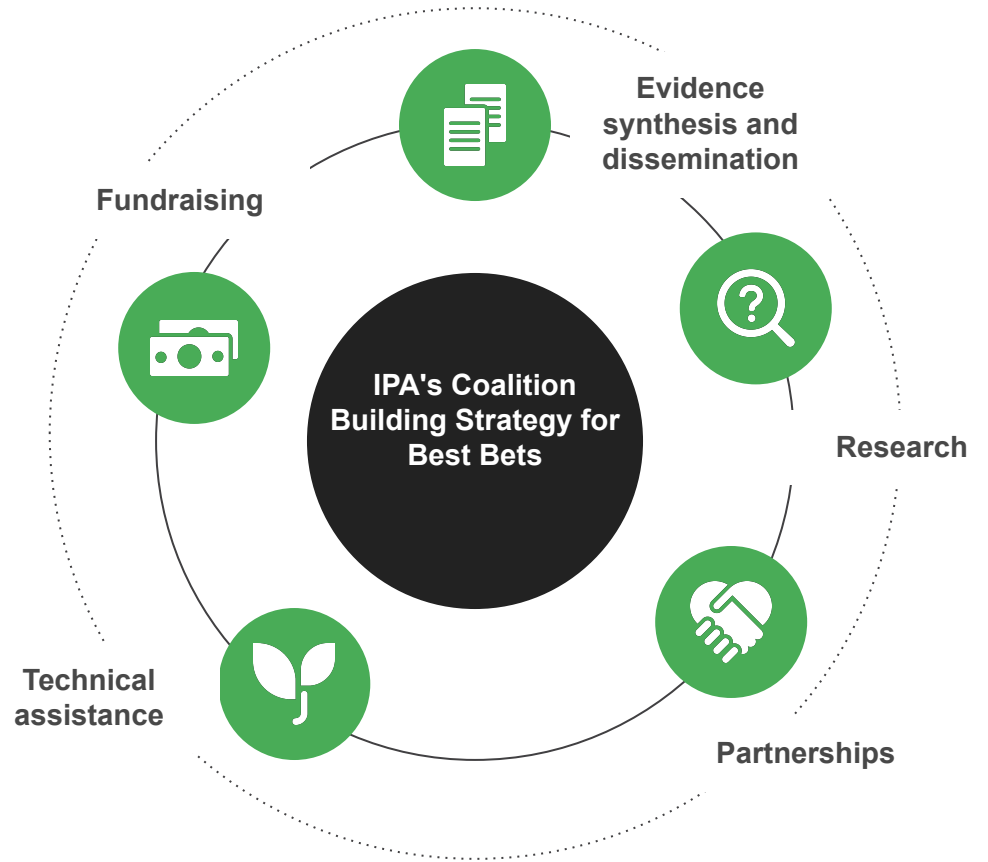 Evidence
synthesis and
dissemination
Fundraising
IPA's Coalition
Building Strategy for
Best Bets
Research
Technical
assistance
Partnerships